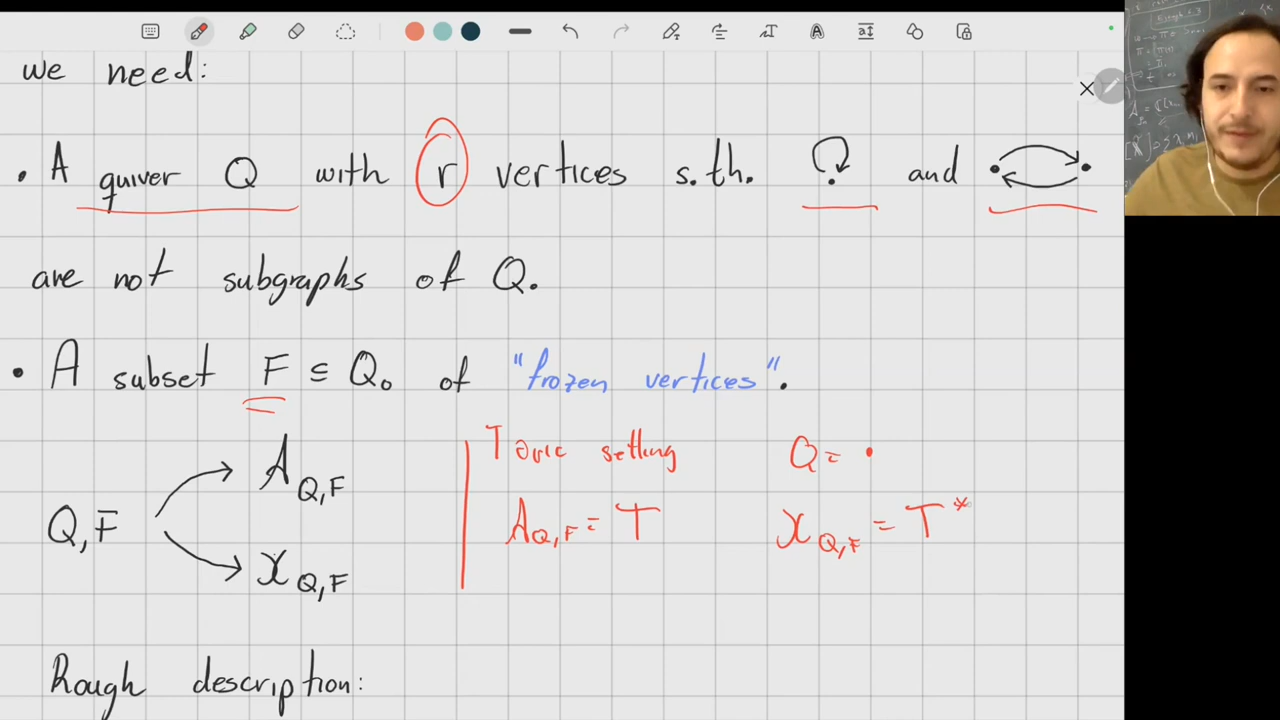 we need:
• A quiver Q with r vertices s.th. and
are not subgraphs of Q.
• A subset F ⊆ Q₀ of "frozen vertices".
Toric setting Q = •
A_{Q,F}
Q,F
A_{Q,F} = T X_{Q,F} = T*
X_{Q,F}
Rough description: